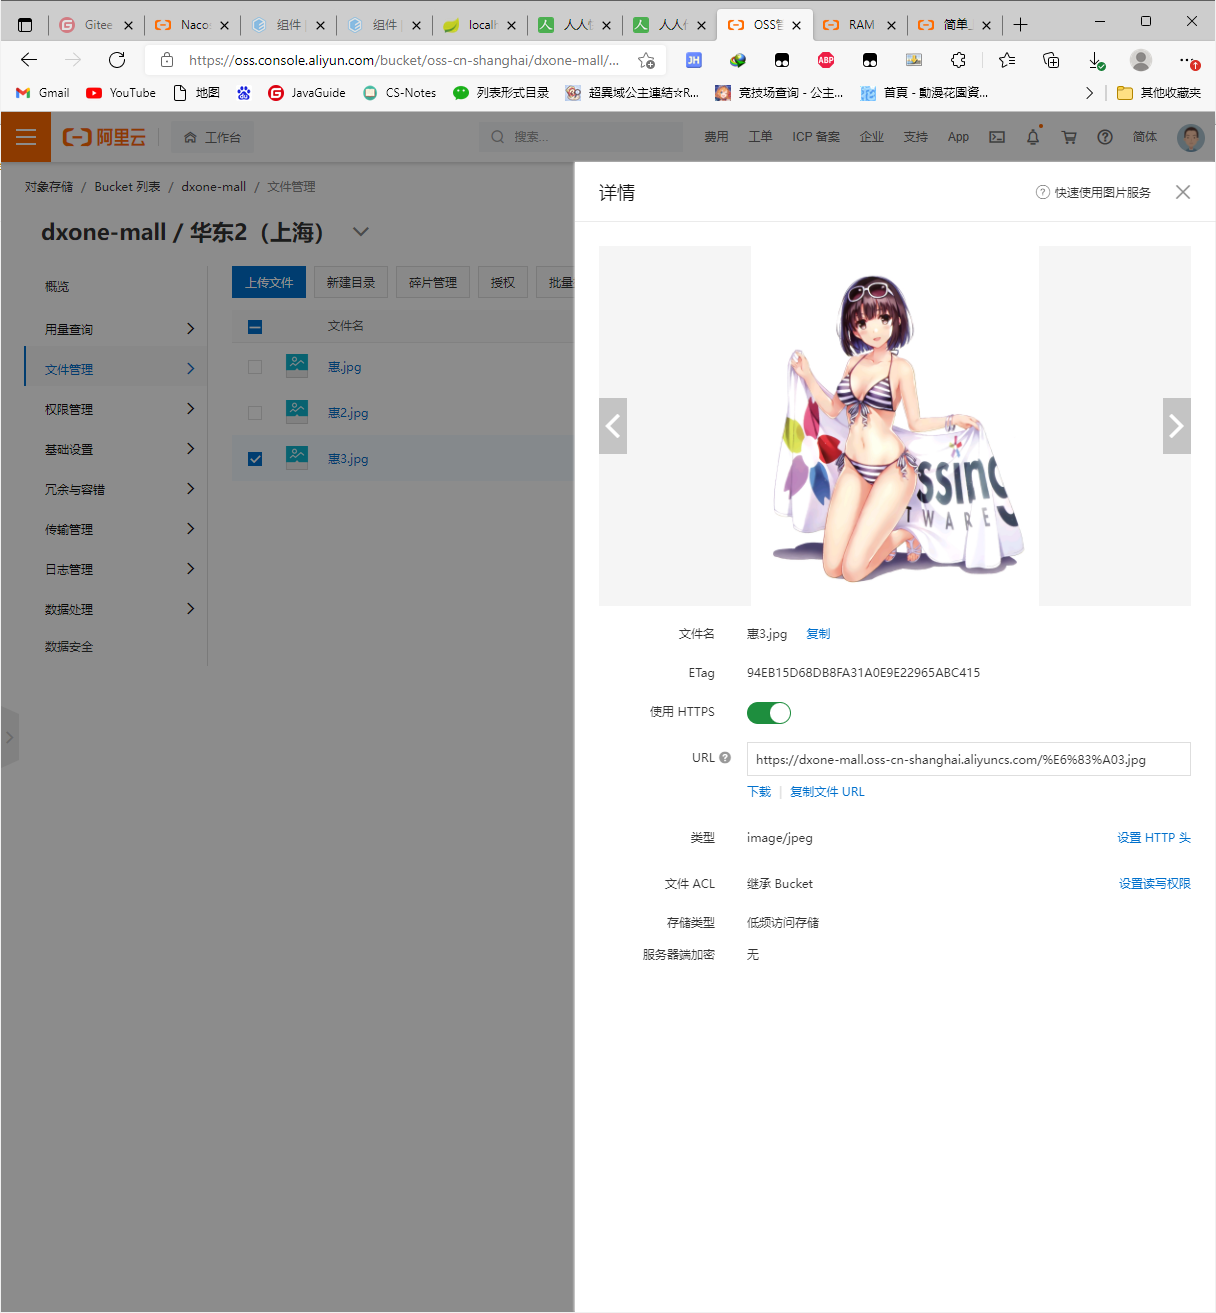 Gitee
Nacos
组件
组件
localh
人人
人人
OSS管
RAM
简单_
https://oss.console.aliyun.com/bucket/oss-cn-shanghai/dxone-mall/...
JH
ABP
Gmail
YouTube
地图
JavaGuide
CS-Notes
列表形式目录
超異域公主連結☆R...
竞技场查询 - 公主...
首頁 - 動漫花園資...
其他收藏夹
阿里云
工作台
搜索...
费用
工单
ICP 备案
企业
支持
App
简体
对象存储 / Bucket 列表 / dxone-mall / 文件管理
dxone-mall / 华东2（上海）
概览
用量查询
文件管理
权限管理
基础设置
冗余与容错
传输管理
日志管理
数据处理
数据安全
上传文件
新建目录
碎片管理
授权
批量
文件名
惠.jpg
惠2.jpg
惠3.jpg
详情
快速使用图片服务
ssing
TWARE
文件名 惠3.jpg 复制
ETag 94EB15D68DB8FA31A0E9E22965ABC415
使用 HTTPS
URL https://dxone-mall.oss-cn-shanghai.aliyuncs.com/%E6%83%A03.jpg
下载 | 复制文件 URL
类型 image/jpeg 设置 HTTP 头
文件 ACL 继承 Bucket 设置读写权限
存储类型 低频访问存储
服务器端加密 无